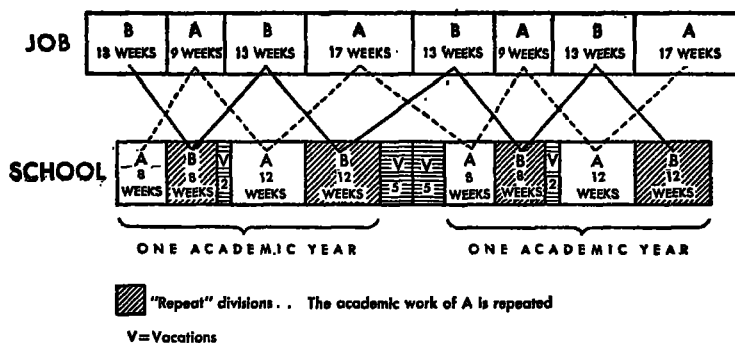 JOB
B A B A B A B A
13 WEEKS 9 WEEKS 13 WEEKS 17 WEEKS 13 WEEKS 9 WEEKS 13 WEEKS 17 WEEKS
SCHOOL
A B V A B V V A B V A B
8 8 2 12 12 5 5 8 8 2 12 12
WEEKS WEEKS WEEKS WEEKS WEEKS WEEKS WEEKS WEEKS
ONE ACADEMIC YEAR ONE ACADEMIC YEAR
"Repeat" divisions . . The academic work of A is repeated
V=Vacations